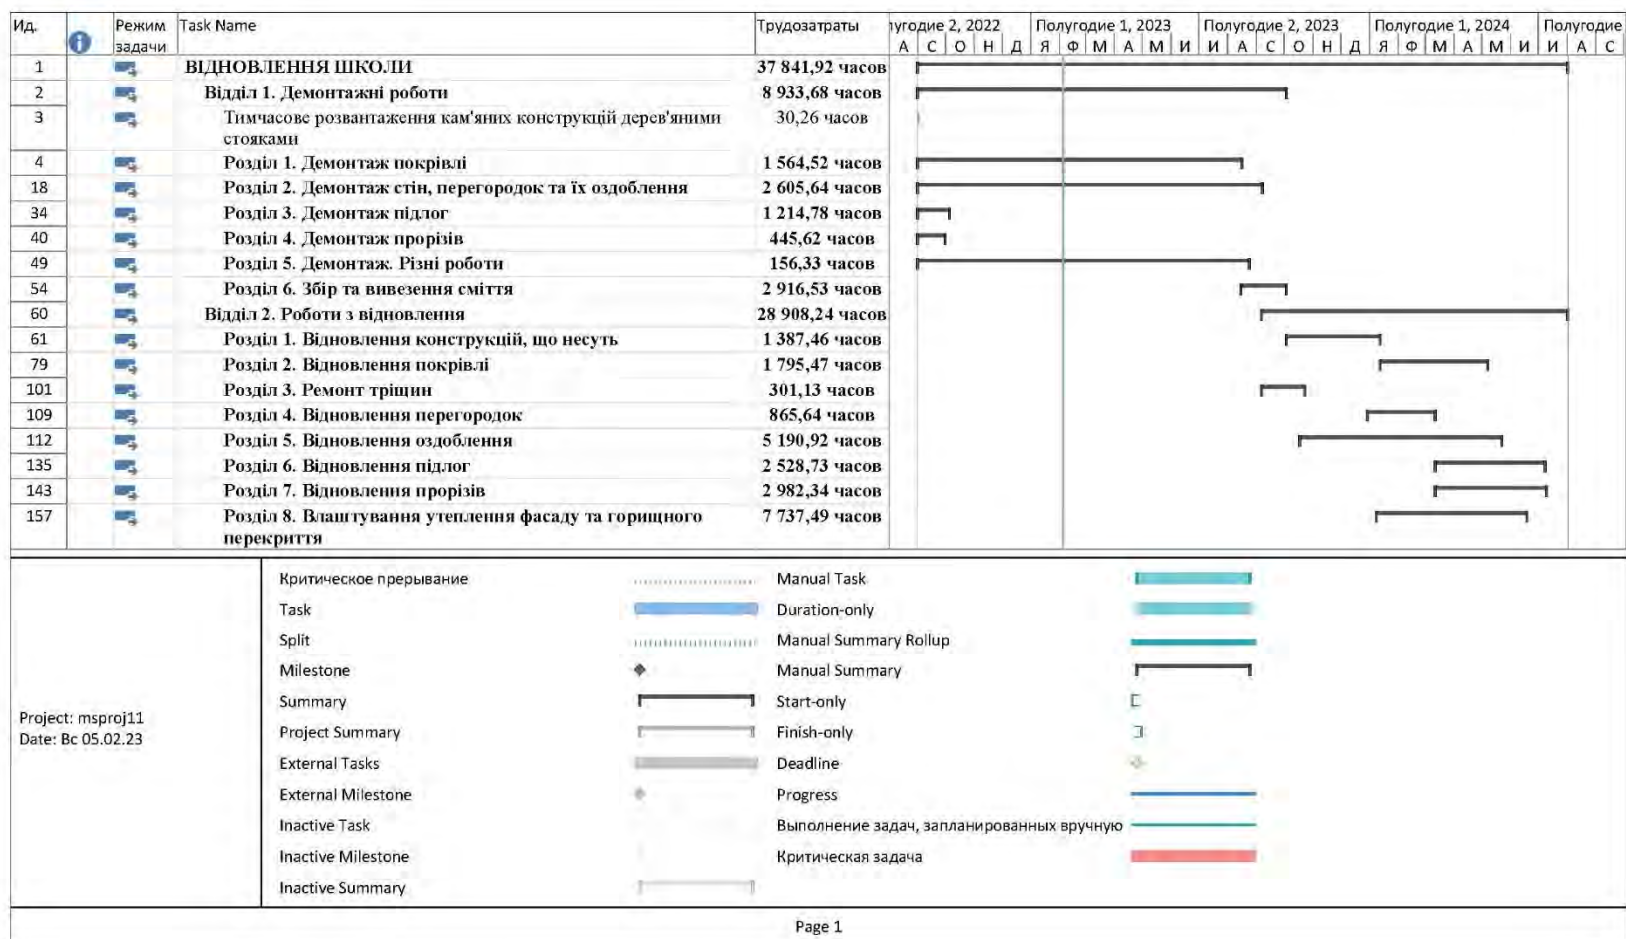 Ид. Режим задачи Task Name Трудозатраты лугодие 2, 2022 Полугодие 1, 2023 Полугодие 2, 2023 Полугодие 1, 2024 Полугодие
А С О Н Д Я Ф М А М И И А С О Н Д Я Ф М А М И И А С
1 ВІДНОВЛЕННЯ ШКОЛИ 37 841,92 часов
2 Відділ 1. Демонтажні роботи 8 933,68 часов
3 Тимчасове розвантаження кам'яних конструкцій дерев'яними 30,26 часов
стояками
4 Розділ 1. Демонтаж покрівлі 1 564,52 часов
18 Розділ 2. Демонтаж стін, перегородок та їх оздоблення 2 605,64 часов
34 Розділ 3. Демонтаж підлог 1 214,78 часов
40 Розділ 4. Демонтаж прорізів 445,62 часов
49 Розділ 5. Демонтаж. Різні роботи 156,33 часов
54 Розділ 6. Збір та вивезення сміття 2 916,53 часов
60 Відділ 2. Роботи з відновлення 28 908,24 часов
61 Розділ 1. Відновлення конструкцій, що несуть 1 387,46 часов
79 Розділ 2. Відновлення покрівлі 1 795,47 часов
101 Розділ 3. Ремонт тріщин 301,13 часов
109 Розділ 4. Відновлення перегородок 865,64 часов
112 Розділ 5. Відновлення оздоблення 5 190,92 часов
135 Розділ 6. Відновлення підлог 2 528,73 часов
143 Розділ 7. Відновлення прорізів 2 982,34 часов
157 Розділ 8. Влаштування утеплення фасаду та горищного 7 737,49 часов
перекриття
Project: msproj11
Date: Вс 05.02.23
Критическое прерывание
Task
Split
Milestone
Summary
Project Summary
External Tasks
External Milestone
Inactive Task
Inactive Milestone
Inactive Summary
Manual Task
Duration-only
Manual Summary Rollup
Manual Summary
Start-only
Finish-only
Deadline
Progress
Выполнение задач, запланированных вручную
Критическая задача
Page 1